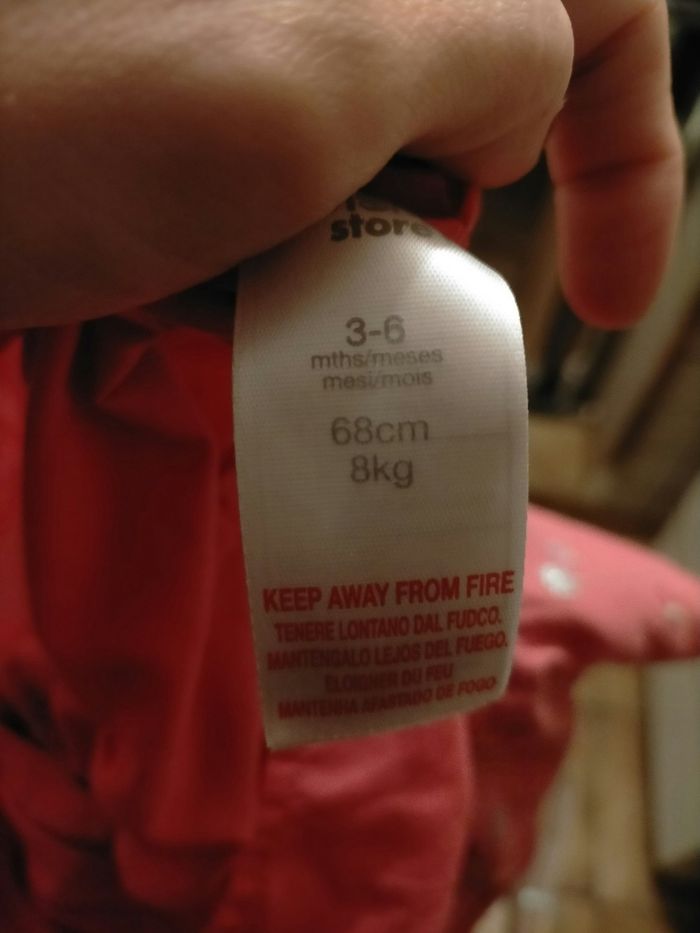 store
3-6
mths/meses
mesi/mois
68cm
8kg
KEEP AWAY FROM FIRE
TENERE LONTANO DAL FUDCO.
MANTENGALO LEJOS DEL FUEGO.
ELOIGNER DU FEU
MANTENHA AFASTADO DE FOGO